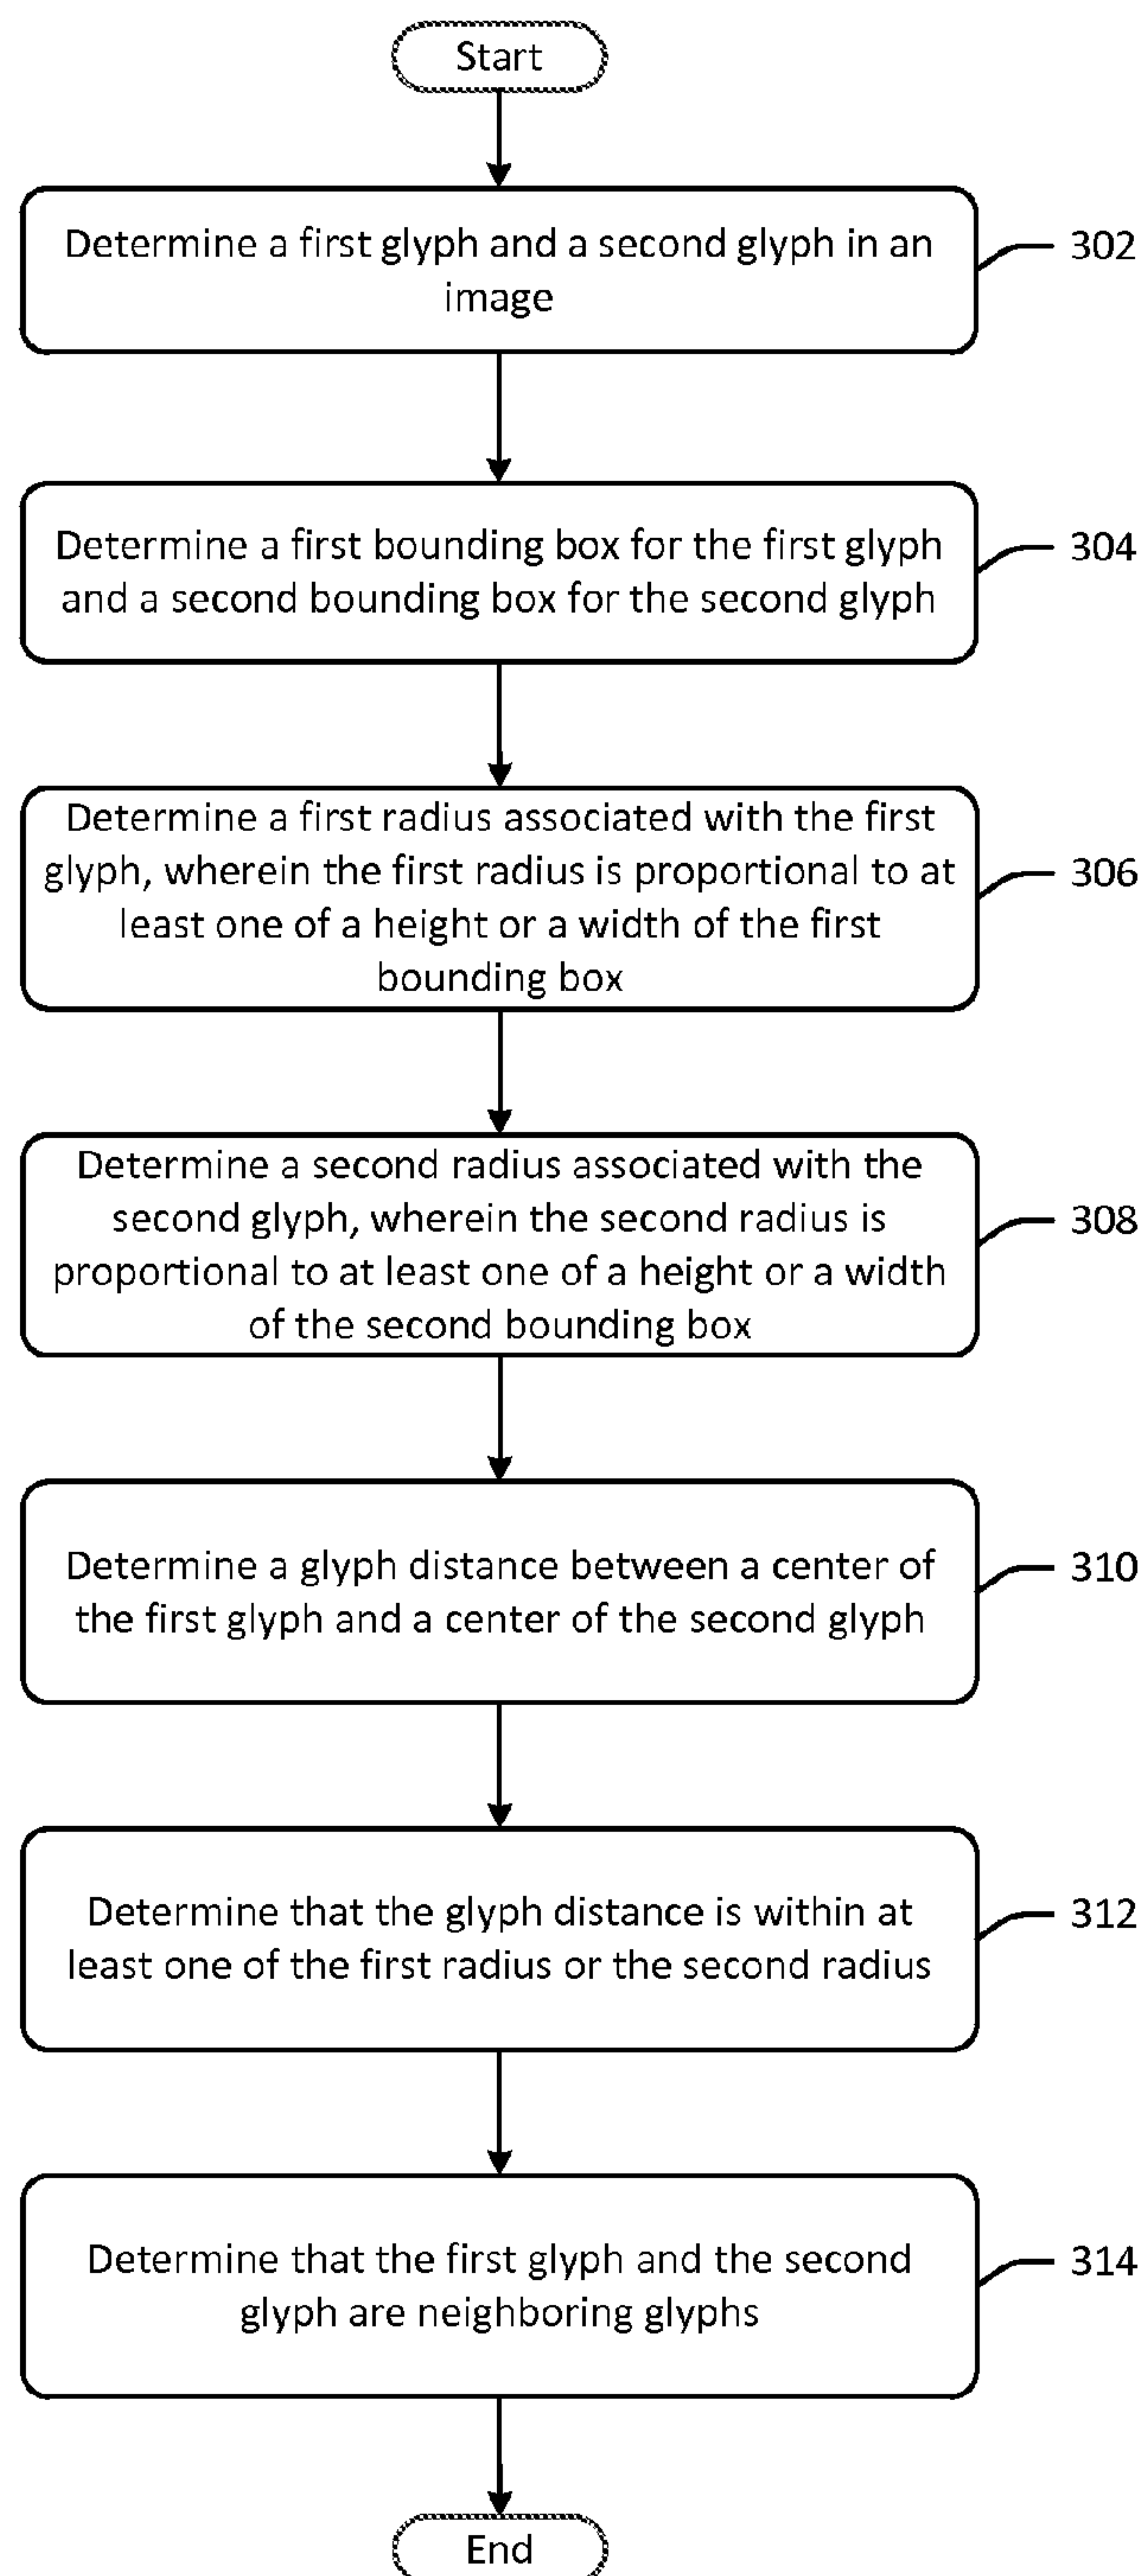 Start
Determine a first glyph and a second glyph in an
image
302
Determine a first bounding box for the first glyph
and a second bounding box for the second glyph
304
Determine a first radius associated with the first
glyph, wherein the first radius is proportional to at
least one of a height or a width of the first
bounding box
306
Determine a second radius associated with the
second glyph, wherein the second radius is
proportional to at least one of a height or a width
of the second bounding box
308
Determine a glyph distance between a center of
the first glyph and a center of the second glyph
310
Determine that the glyph distance is within at
least one of the first radius or the second radius
312
Determine that the first glyph and the second
glyph are neighboring glyphs
314
End